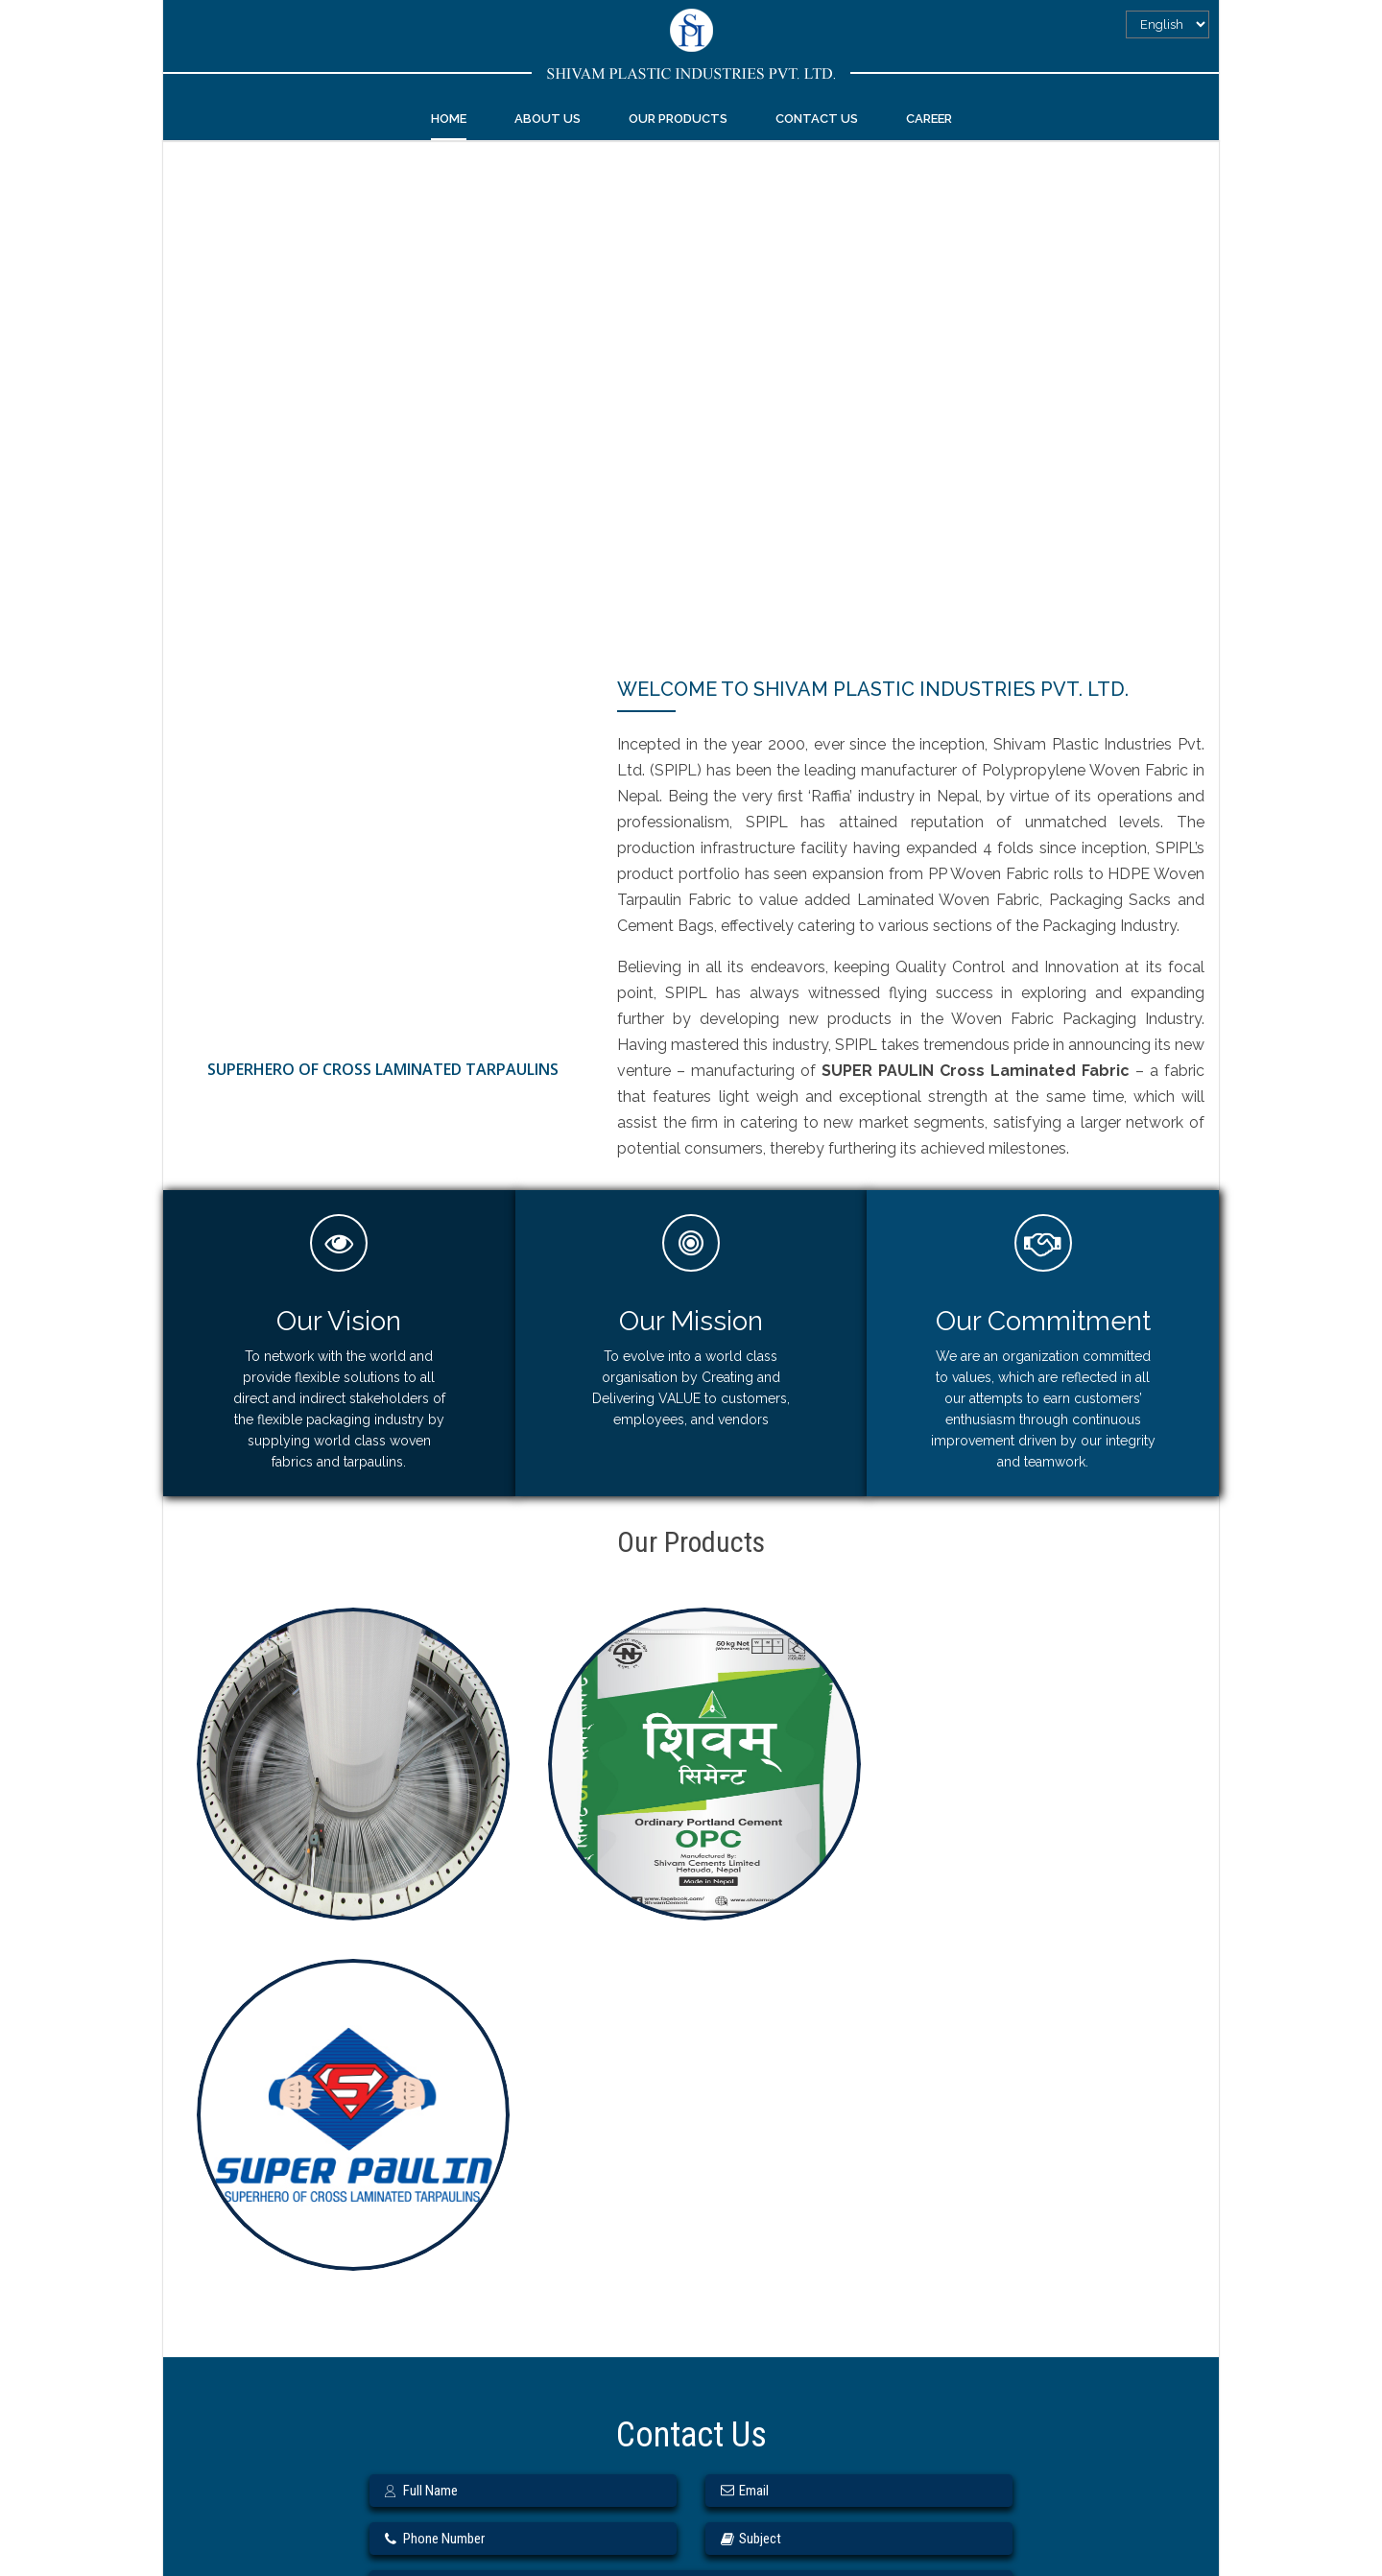 SPI
English
SHIVAM PLASTIC INDUSTRIES PVT. LTD.
HOME ABOUT US OUR PRODUCTS CONTACT US CAREER
WELCOME TO SHIVAM PLASTIC INDUSTRIES PVT. LTD.
Incepted in the year 2000, ever since the inception, Shivam Plastic Industries Pvt.
Ltd. (SPIPL) has been the leading manufacturer of Polypropylene Woven Fabric in
Nepal. Being the very first ‘Raffia’ industry in Nepal, by virtue of its operations and
professionalism, SPIPL has attained reputation of unmatched levels. The
production infrastructure facility having expanded 4 folds since inception, SPIPL’s
product portfolio has seen expansion from PP Woven Fabric rolls to HDPE Woven
Tarpaulin Fabric to value added Laminated Woven Fabric, Packaging Sacks and
Cement Bags, effectively catering to various sections of the Packaging Industry.
Believing in all its endeavors, keeping Quality Control and Innovation at its focal
point, SPIPL has always witnessed flying success in exploring and expanding
further by developing new products in the Woven Fabric Packaging Industry.
Having mastered this industry, SPIPL takes tremendous pride in announcing its new
venture – manufacturing of SUPER PAULIN Cross Laminated Fabric – a fabric
that features light weigh and exceptional strength at the same time, which will
assist the firm in catering to new market segments, satisfying a larger network of
potential consumers, thereby furthering its achieved milestones.
SUPERHERO OF CROSS LAMINATED TARPAULINS
Our Vision
To network with the world and
provide flexible solutions to all
direct and indirect stakeholders of
the flexible packaging industry by
supplying world class woven
fabrics and tarpaulins.
Our Mission
To evolve into a world class
organisation by Creating and
Delivering VALUE to customers,
employees, and vendors
Our Commitment
We are an organization committed
to values, which are reflected in all
our attempts to earn customers’
enthusiasm through continuous
improvement driven by our integrity
and teamwork.
Our Products
50 kg Net
शिवम्
सिमेन्ट
Ordinary Portland Cement
OPC
Manufactured By:
Shivam Cements Limited
Hetauda, Nepal
Made in Nepal
www.facebook.com/
ShivamCement
SUPER PAULIN
SUPERHERO OF CROSS LAMINATED TARPAULINS
Contact Us
Full Name
Email
Phone Number
Subject